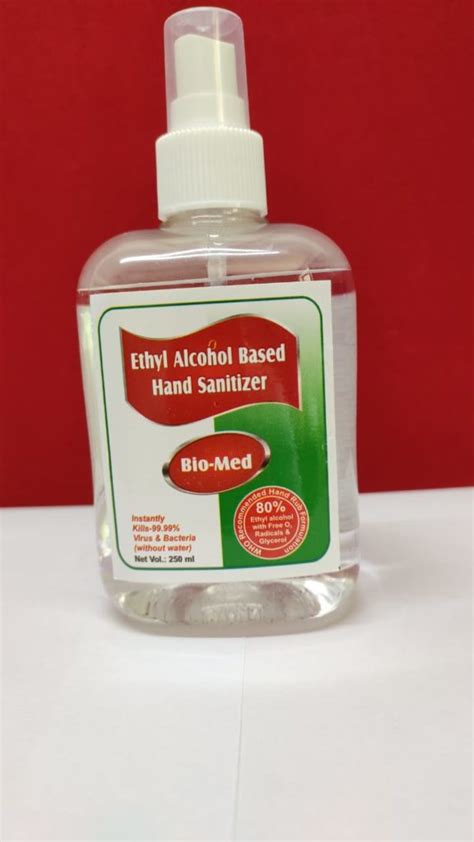 Ethyl Alcohol Based
Hand Sanitizer
Bio-Med
Instantly
Kills-99.99%
Virus & Bacteria
(without water)
Net Vol.: 250 ml
WHO Recommanded Hand Rub Formulation
80%
Ethyl alcohol
with Free O,
Radicals &
Glycerol